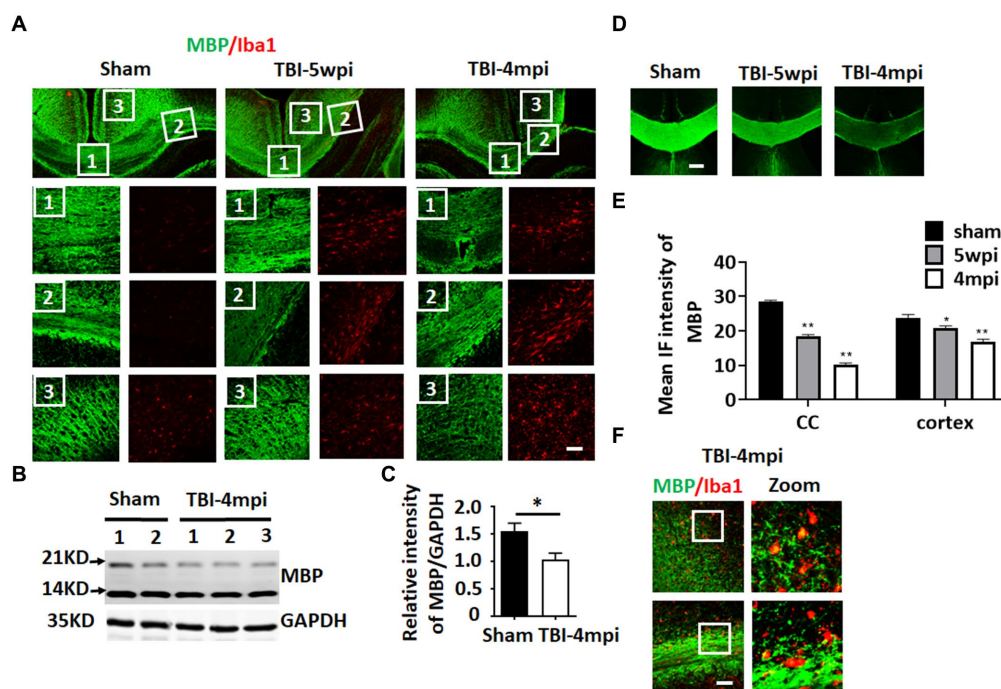 A
MBP/Iba1
Sham TBI-5wpi TBI-4mpi
3 2 1
3 2 1
3 2 1
1 1 1
2 2 2
3 3 3
B
Sham TBI-4mpi
1 2 1 2 3
21KD
MBP
14KD
35KD GAPDH
C
Relative intensity
of MBP/GAPDH
2.0
1.5
1.0
0.5
0
*
Sham TBI-4mpi
D
Sham TBI-5wpi TBI-4mpi
E
Mean IF intensity of
MBP
sham
5wpi
4mpi
40
30
20
10
0
** ** * **
CC cortex
F
TBI-4mpi
MBP/Iba1 Zoom